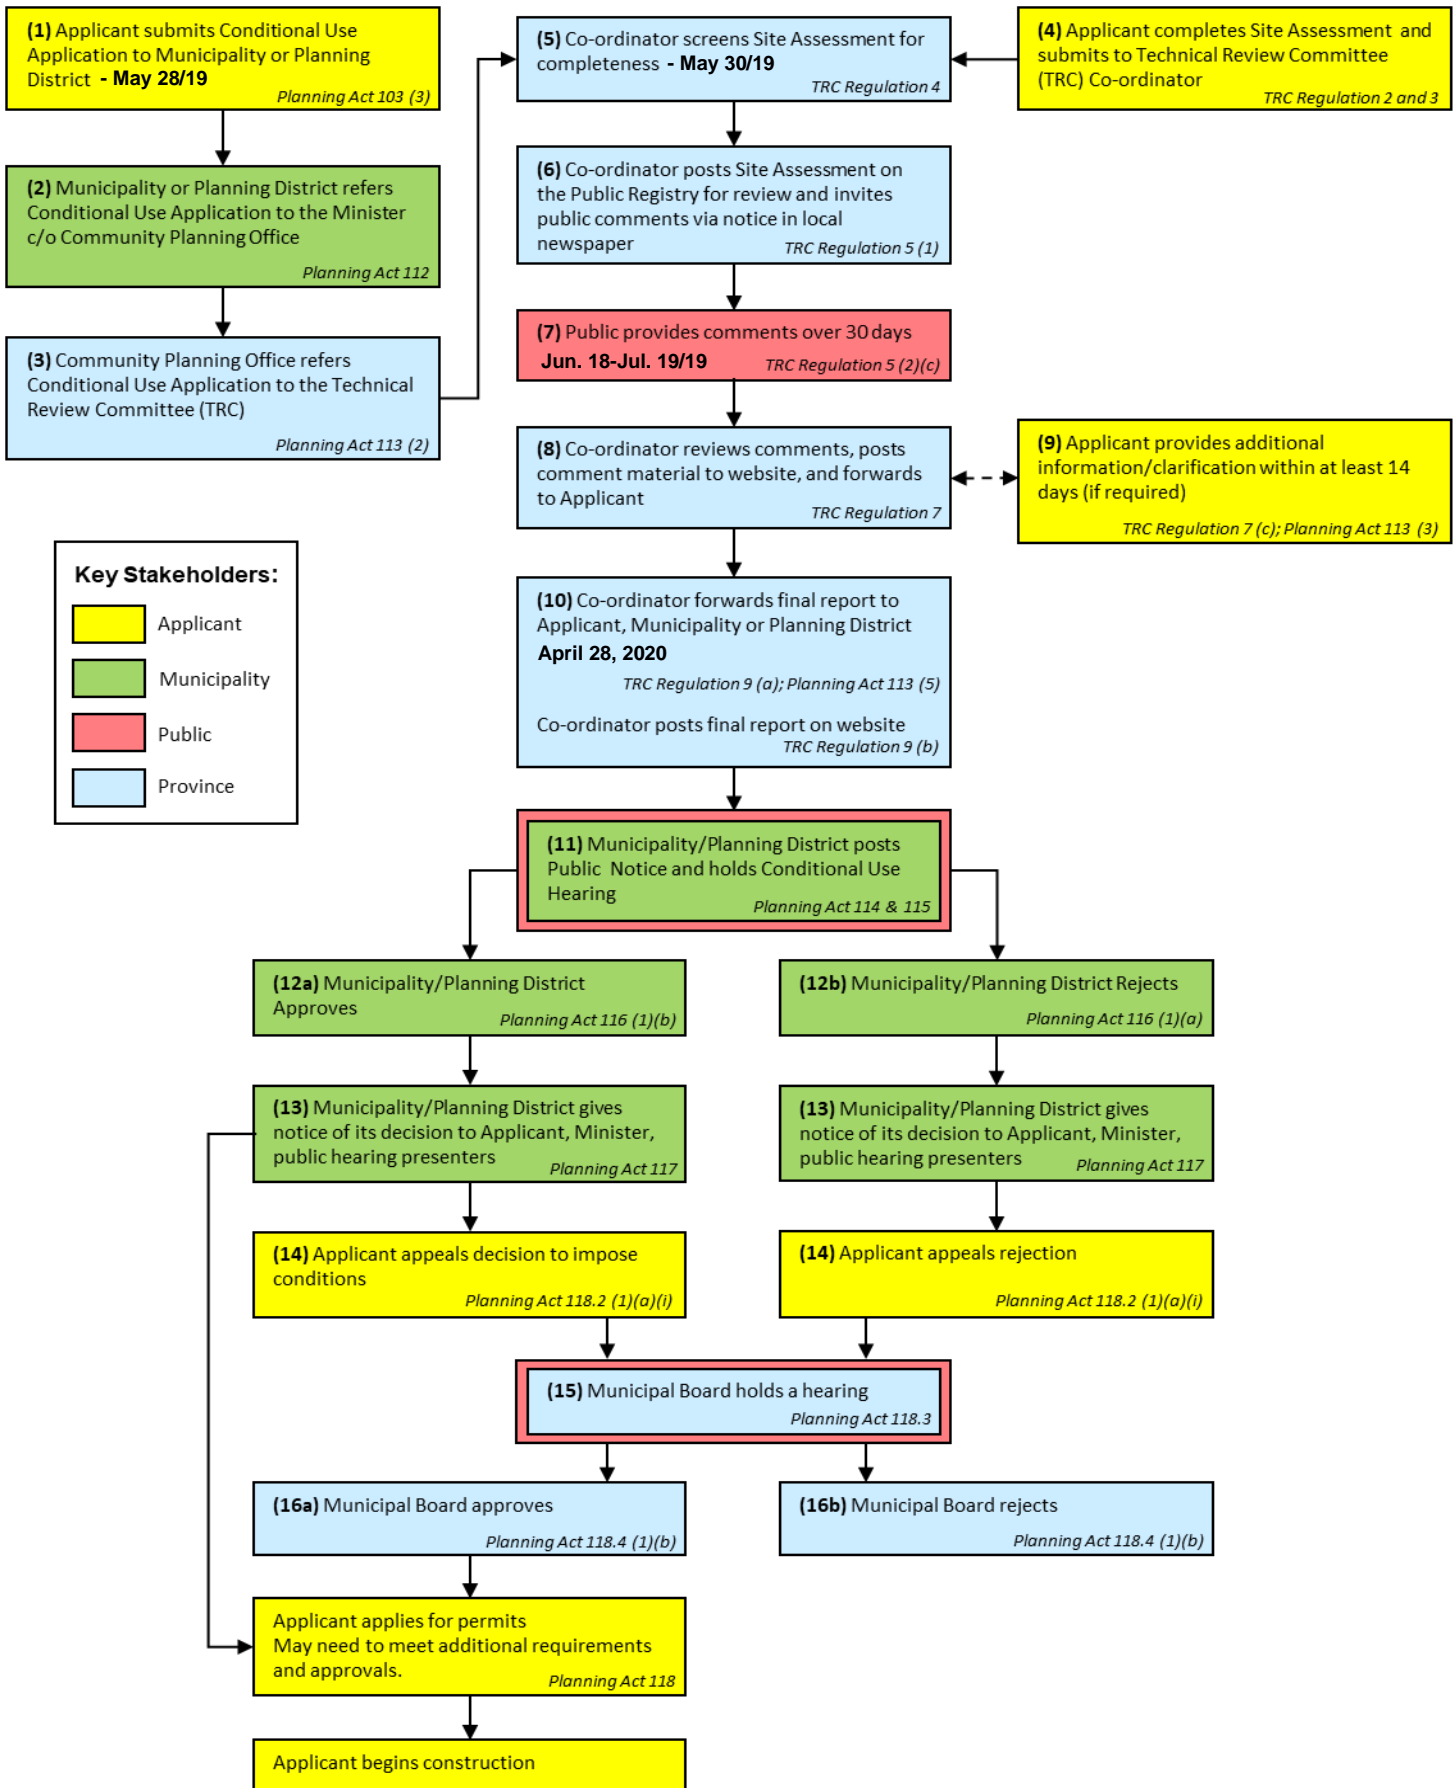 (1) Applicant submits Conditional Use
Application to Municipality or Planning
District - May 28/19
Planning Act 103 (3)
(2) Municipality or Planning District refers
Conditional Use Application to the Minister
c/o Community Planning Office
Planning Act 112
(3) Community Planning Office refers
Conditional Use Application to the Technical
Review Committee (TRC)
Planning Act 113 (2)
(4) Applicant completes Site Assessment and
submits to Technical Review Committee
(TRC) Co-ordinator
TRC Regulation 2 and 3
(5) Co-ordinator screens Site Assessment for
completeness - May 30/19
TRC Regulation 4
(6) Co-ordinator posts Site Assessment on
the Public Registry for review and invites
public comments via notice in local
newspaper
TRC Regulation 5 (1)
(7) Public provides comments over 30 days
Jun. 18-Jul. 19/19
TRC Regulation 5 (2)(c)
(8) Co-ordinator reviews comments, posts
comment material to website, and forwards
to Applicant
TRC Regulation 7
(9) Applicant provides additional
information/clarification within at least 14
days (if required)
TRC Regulation 7 (c); Planning Act 113 (3)
Key Stakeholders:
Applicant
Municipality
Public
Province
(10) Co-ordinator forwards final report to
Applicant, Municipality or Planning District
April 28, 2020
TRC Regulation 9 (a); Planning Act 113 (5)
Co-ordinator posts final report on website
TRC Regulation 9 (b)
(11) Municipality/Planning District posts
Public Notice and holds Conditional Use
Hearing
Planning Act 114 & 115
(12a) Municipality/Planning District
Approves
Planning Act 116 (1)(b)
(12b) Municipality/Planning District Rejects
Planning Act 116 (1)(a)
(13) Municipality/Planning District gives
notice of its decision to Applicant, Minister,
public hearing presenters
Planning Act 117
(13) Municipality/Planning District gives
notice of its decision to Applicant, Minister,
public hearing presenters
Planning Act 117
(14) Applicant appeals decision to impose
conditions
Planning Act 118.2 (1)(a)(i)
(14) Applicant appeals rejection
Planning Act 118.2 (1)(a)(i)
(15) Municipal Board holds a hearing
Planning Act 118.3
(16a) Municipal Board approves
Planning Act 118.4 (1)(b)
(16b) Municipal Board rejects
Planning Act 118.4 (1)(b)
Applicant applies for permits
May need to meet additional requirements
and approvals.
Planning Act 118
Applicant begins construction